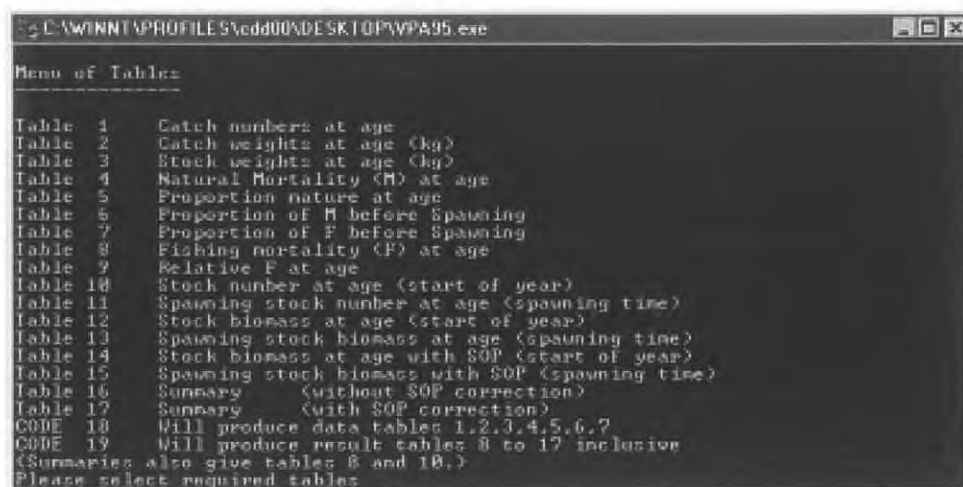 C:\WINNT\PROFILES\cdd00\DESKTOP\VPA95.exe
Menu of Tables
Table 1 Catch numbers at age
Table 2 Catch weights at age (kg)
Table 3 Stock weights at age (kg)
Table 4 Natural Mortality (M) at age
Table 5 Proportion mature at age
Table 6 Proportion of M before Spawning
Table 7 Proportion of F before Spawning
Table 8 Fishing mortality (F) at age
Table 9 Relative F at age
Table 10 Stock number at age (start of year)
Table 11 Spawning stock number at age (spawning time)
Table 12 Stock biomass at age (start of year)
Table 13 Spawning stock biomass at age (spawning time)
Table 14 Stock biomass at age with SOP (start of year)
Table 15 Spawning stock biomass with SOP (spawning time)
Table 16 Summary (without SOP correction)
Table 17 Summary (with SOP correction)
CODE 18 Will produce data tables 1.2.3.4.5.6.7
CODE 19 Will produce result tables 8 to 17 inclusive
(Summaries also give tables 8 and 10.)
Please select required tables